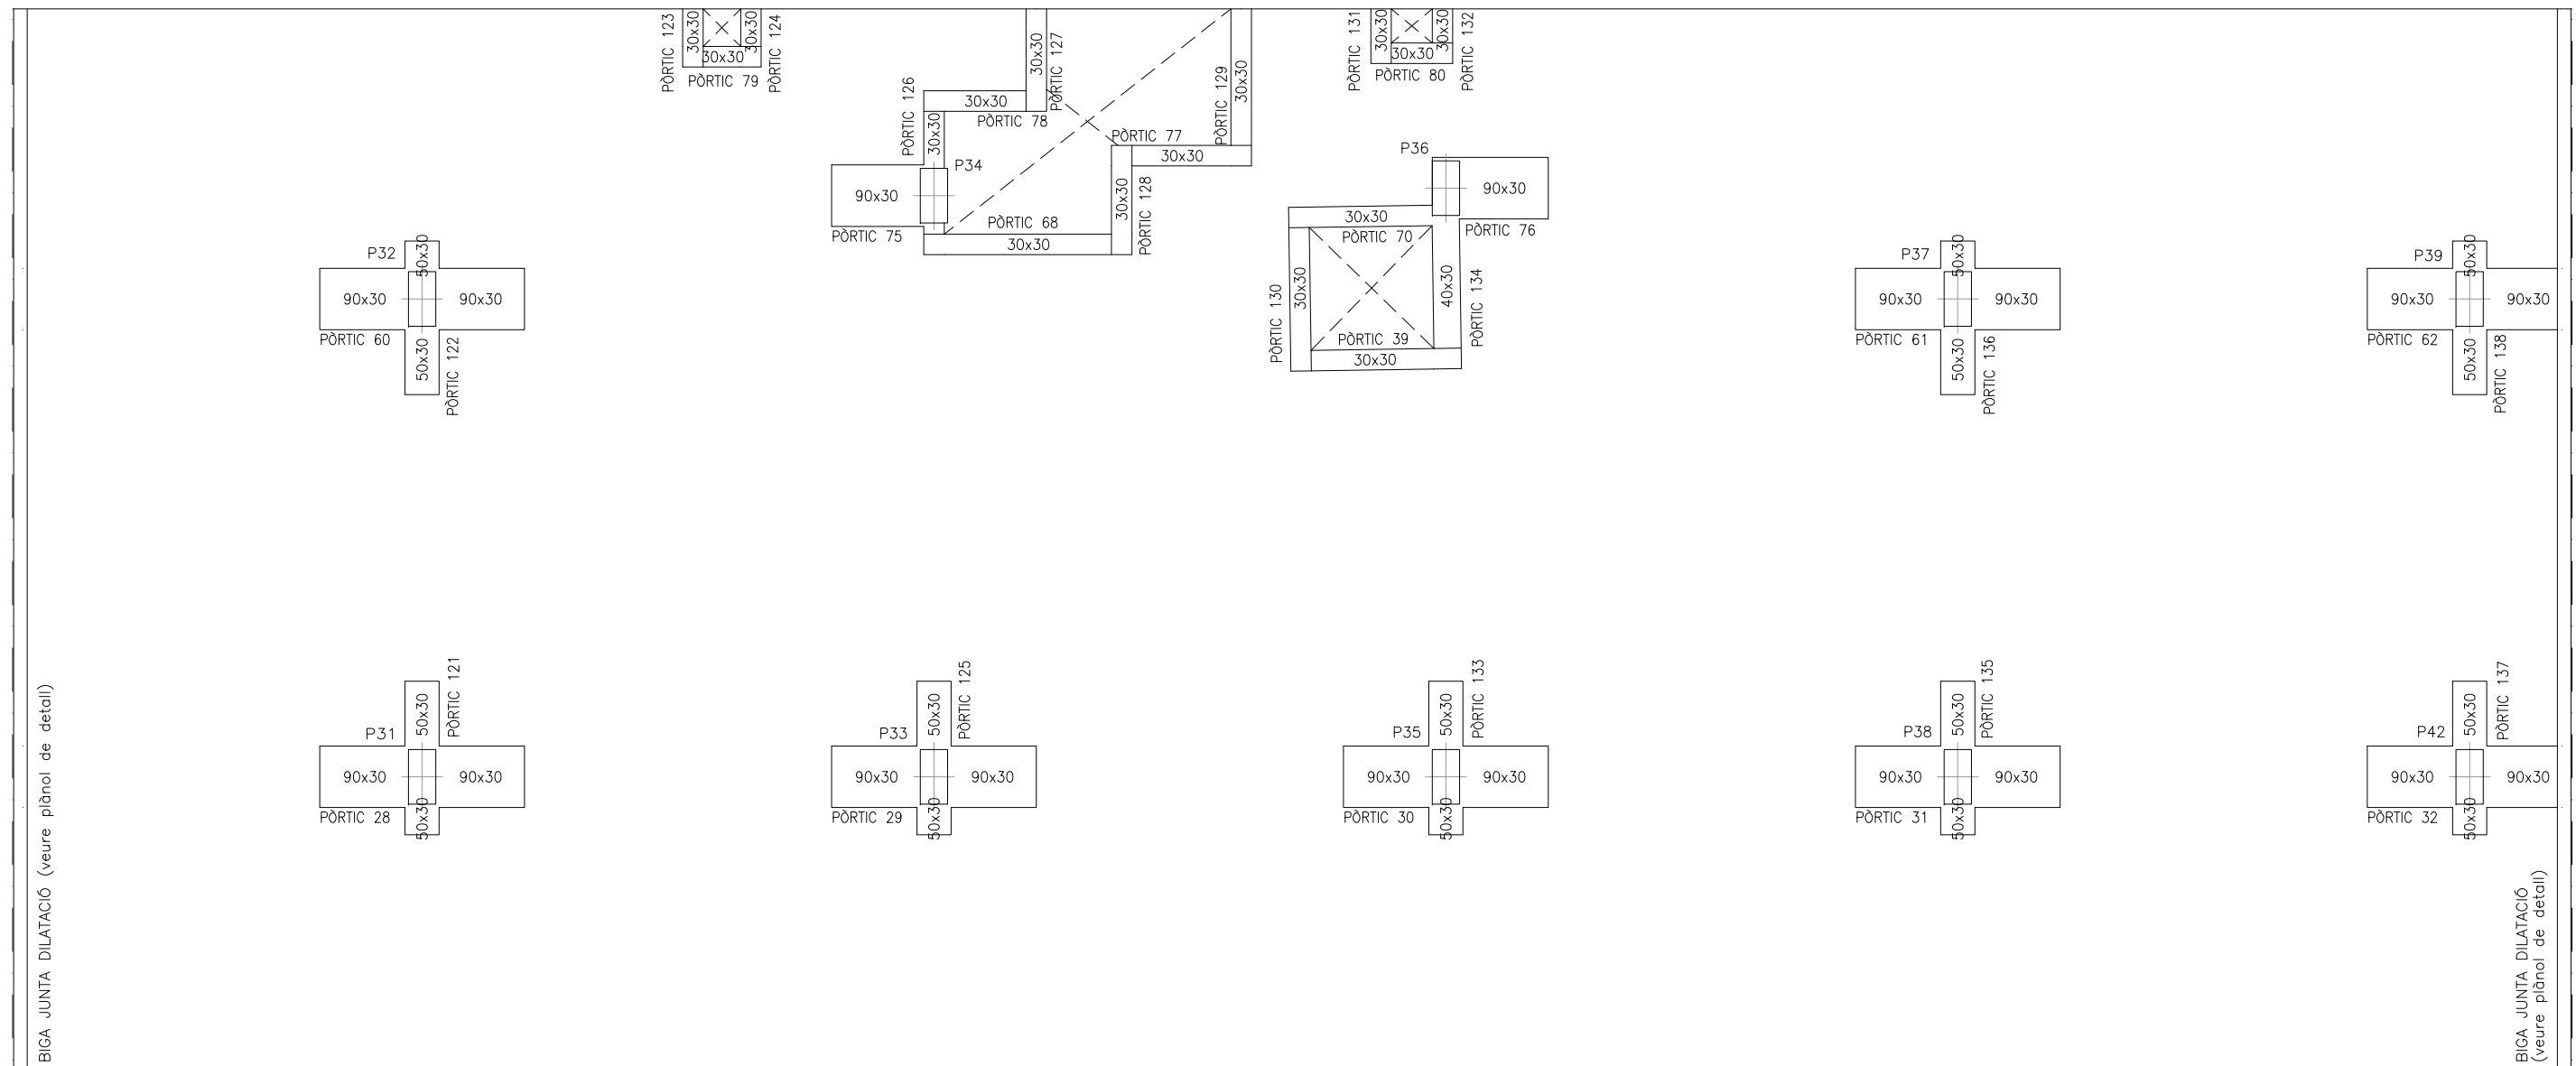 PÒRTIC 123
30x30
30x30
PÒRTIC 124
30x30
PÒRTIC 79
30x30
PÒRTIC 127
PÒRTIC 126
30x30
PÒRTIC 78
30x30
PÒRTIC 129
30x30
PÒRTIC 77
30x30
PÒRTIC 131
30x30
30x30
PÒRTIC 132
30x30
PÒRTIC 80
P34
90x30
PÒRTIC 75
PÒRTIC 68
30x30
30x30
PÒRTIC 128
P36
90x30
PÒRTIC 76
30x30
PÒRTIC 70
PÒRTIC 130
30x30
40x30
PÒRTIC 134
PÒRTIC 39
30x30
P32
50x30
90x30
90x30
PÒRTIC 60
50x30
PÒRTIC 122
P37
50x30
90x30
90x30
PÒRTIC 61
50x30
PÒRTIC 136
P39
50x30
90x30
90x30
PÒRTIC 62
50x30
PÒRTIC 138
P31
50x30
PÒRTIC 121
90x30
90x30
PÒRTIC 28
50x30
P33
50x30
PÒRTIC 125
90x30
90x30
PÒRTIC 29
50x30
P35
50x30
PÒRTIC 133
90x30
90x30
PÒRTIC 30
50x30
P38
50x30
PÒRTIC 135
90x30
90x30
PÒRTIC 31
50x30
P42
50x30
PÒRTIC 137
90x30
90x30
PÒRTIC 32
50x30
BIGA JUNTA DILATACIÓ (veure plànol de detall)
BIGA JUNTA DILATACIÓ
(veure plànol de detall)